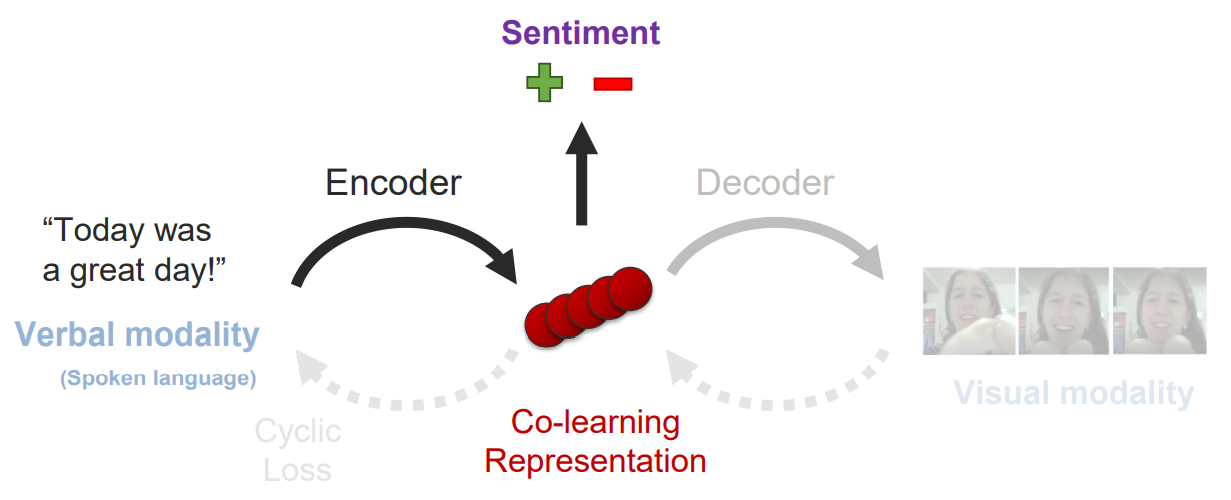 Sentiment
Encoder
Decoder
“Today was
a great day!”
Verbal modality
(Spoken language)
Visual modality
Cyclic
Loss
Co-learning
Representation